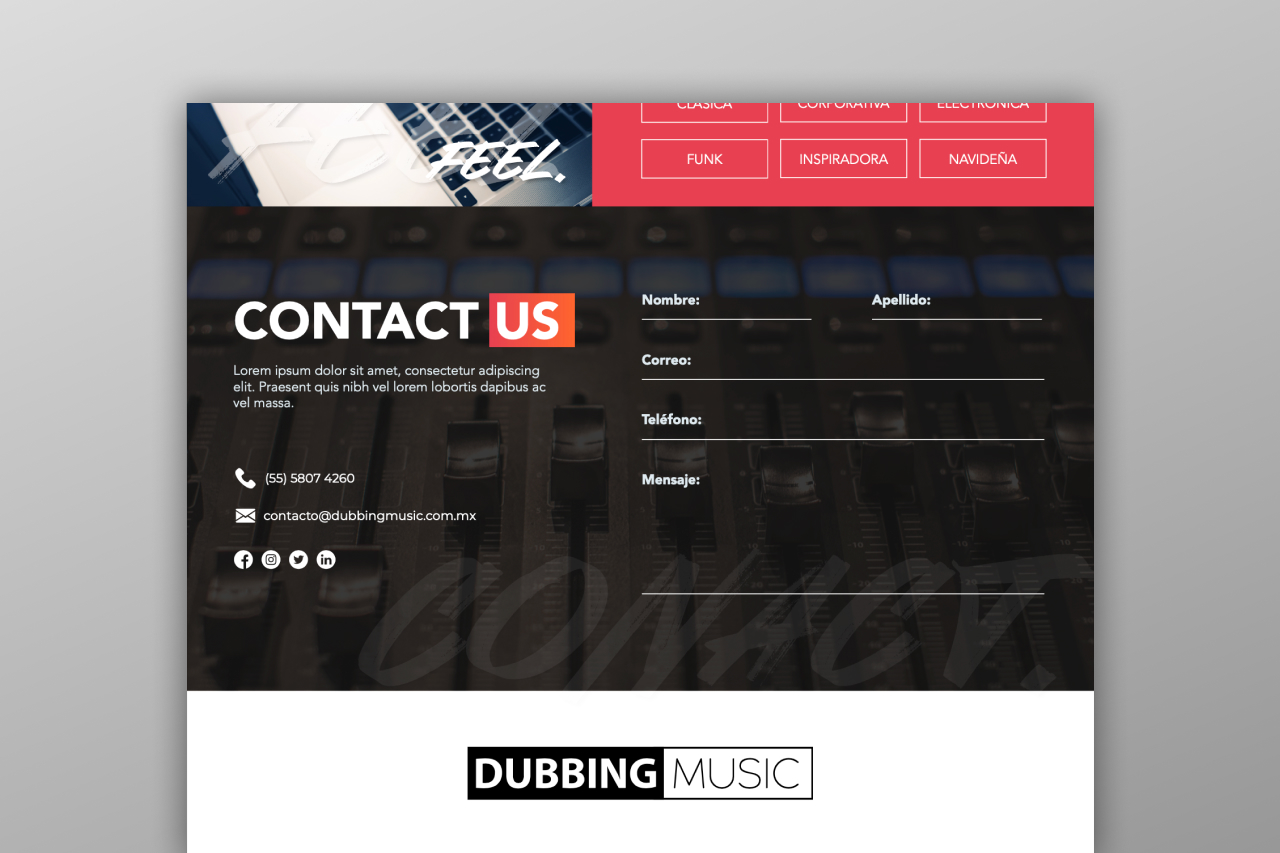 CLÁSICA
CORPORATIVA
ELECTRÓNICA
FEEL
FEEL.
FUNK
INSPIRADORA
NAVIDEÑA
CONTACT US
Lorem ipsum dolor sit amet, consectetur adipiscing
elit. Praesent quis nibh vel lorem lobortis dapibus ac
vel massa.
(55) 5807 4260
contacto@dubbingmusic.com.mx
Nombre:
Apellido:
Correo:
Teléfono:
Mensaje:
CONACT.
DUBBING MUSIC